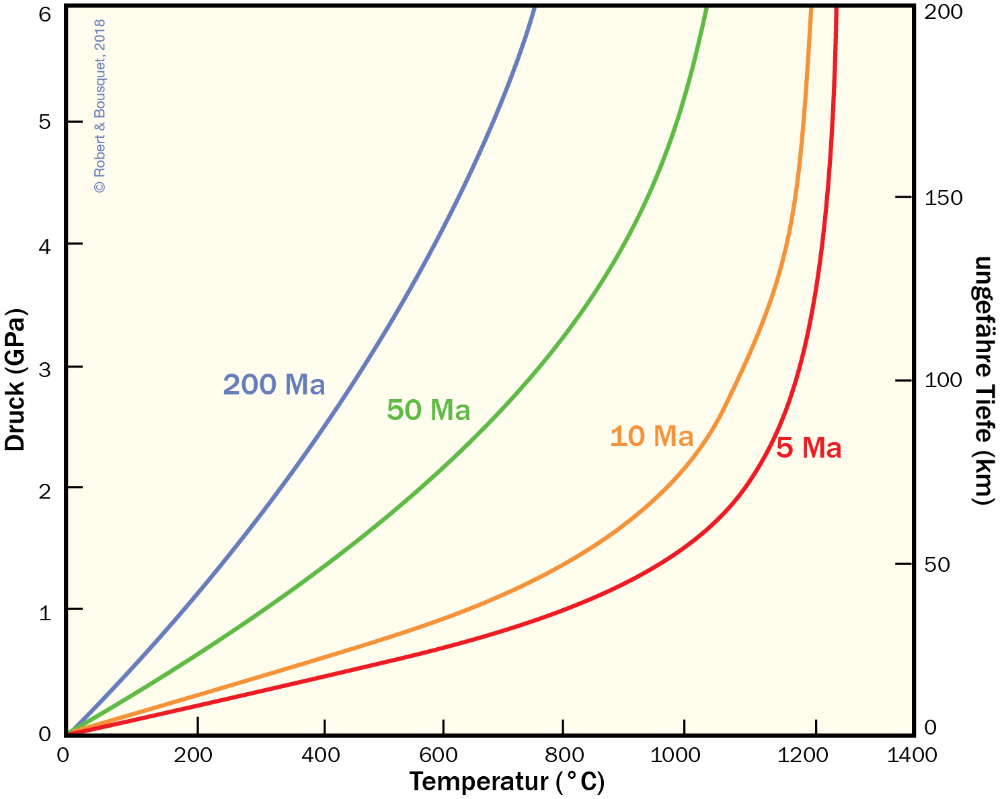 6
5
4
3
2
1
0
Druck (GPa)
© Robert & Bousquet, 2018
200 Ma
50 Ma
10 Ma
5 Ma
200
150
100
50
0
ungefähre Tiefe (km)
0 200 400 600 800 1000 1200 1400
Temperatur (°C)